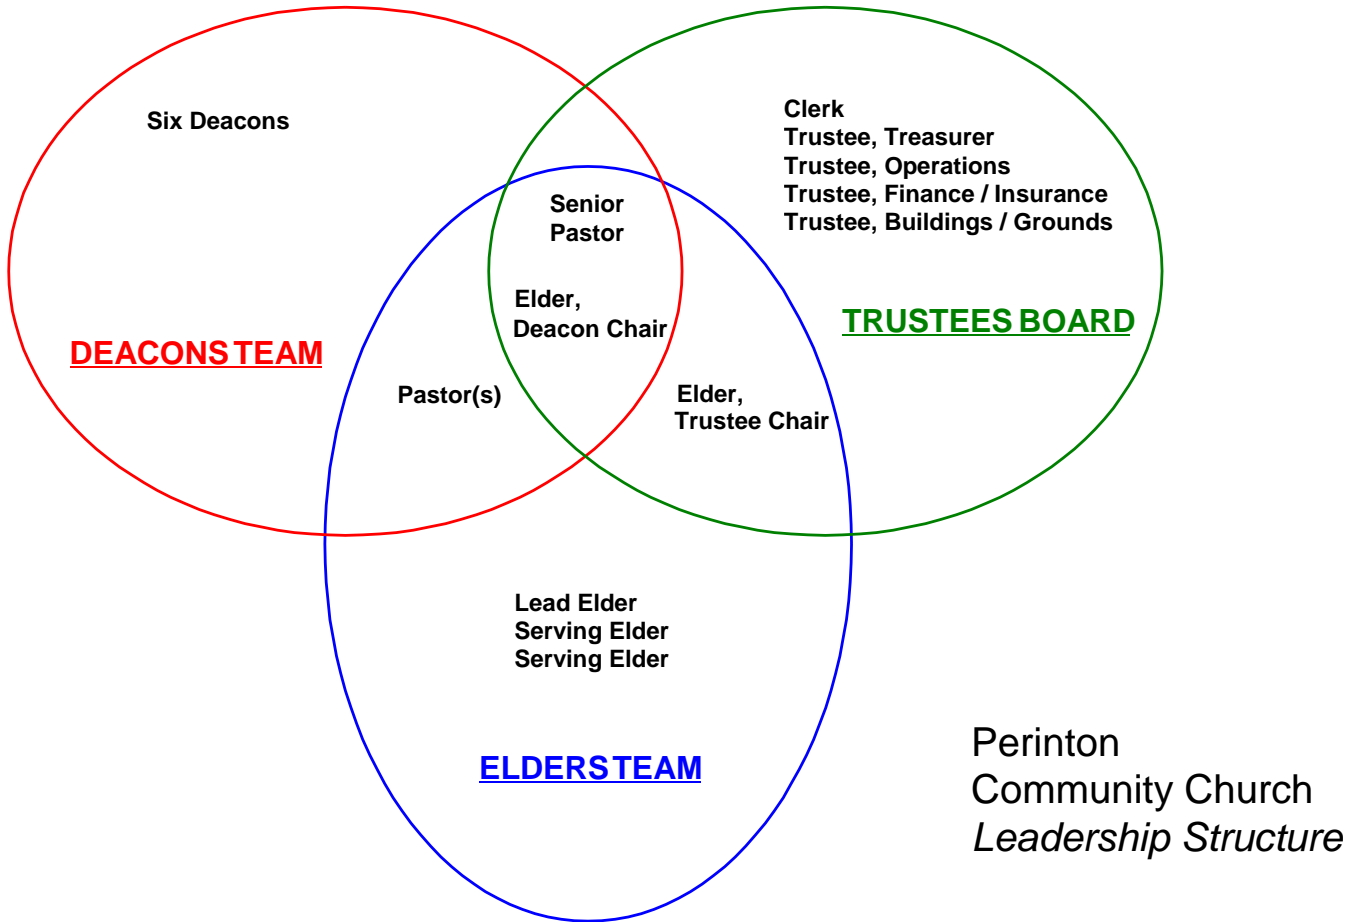 Six Deacons
DEACONS TEAM
Clerk
Trustee, Treasurer
Trustee, Operations
Trustee, Finance / Insurance
Trustee, Buildings / Grounds
TRUSTEES BOARD
Senior
Pastor
Elder,
Deacon Chair
Pastor(s)
Elder,
Trustee Chair
Lead Elder
Serving Elder
Serving Elder
ELDERS TEAM
Perinton
Community Church
Leadership Structure